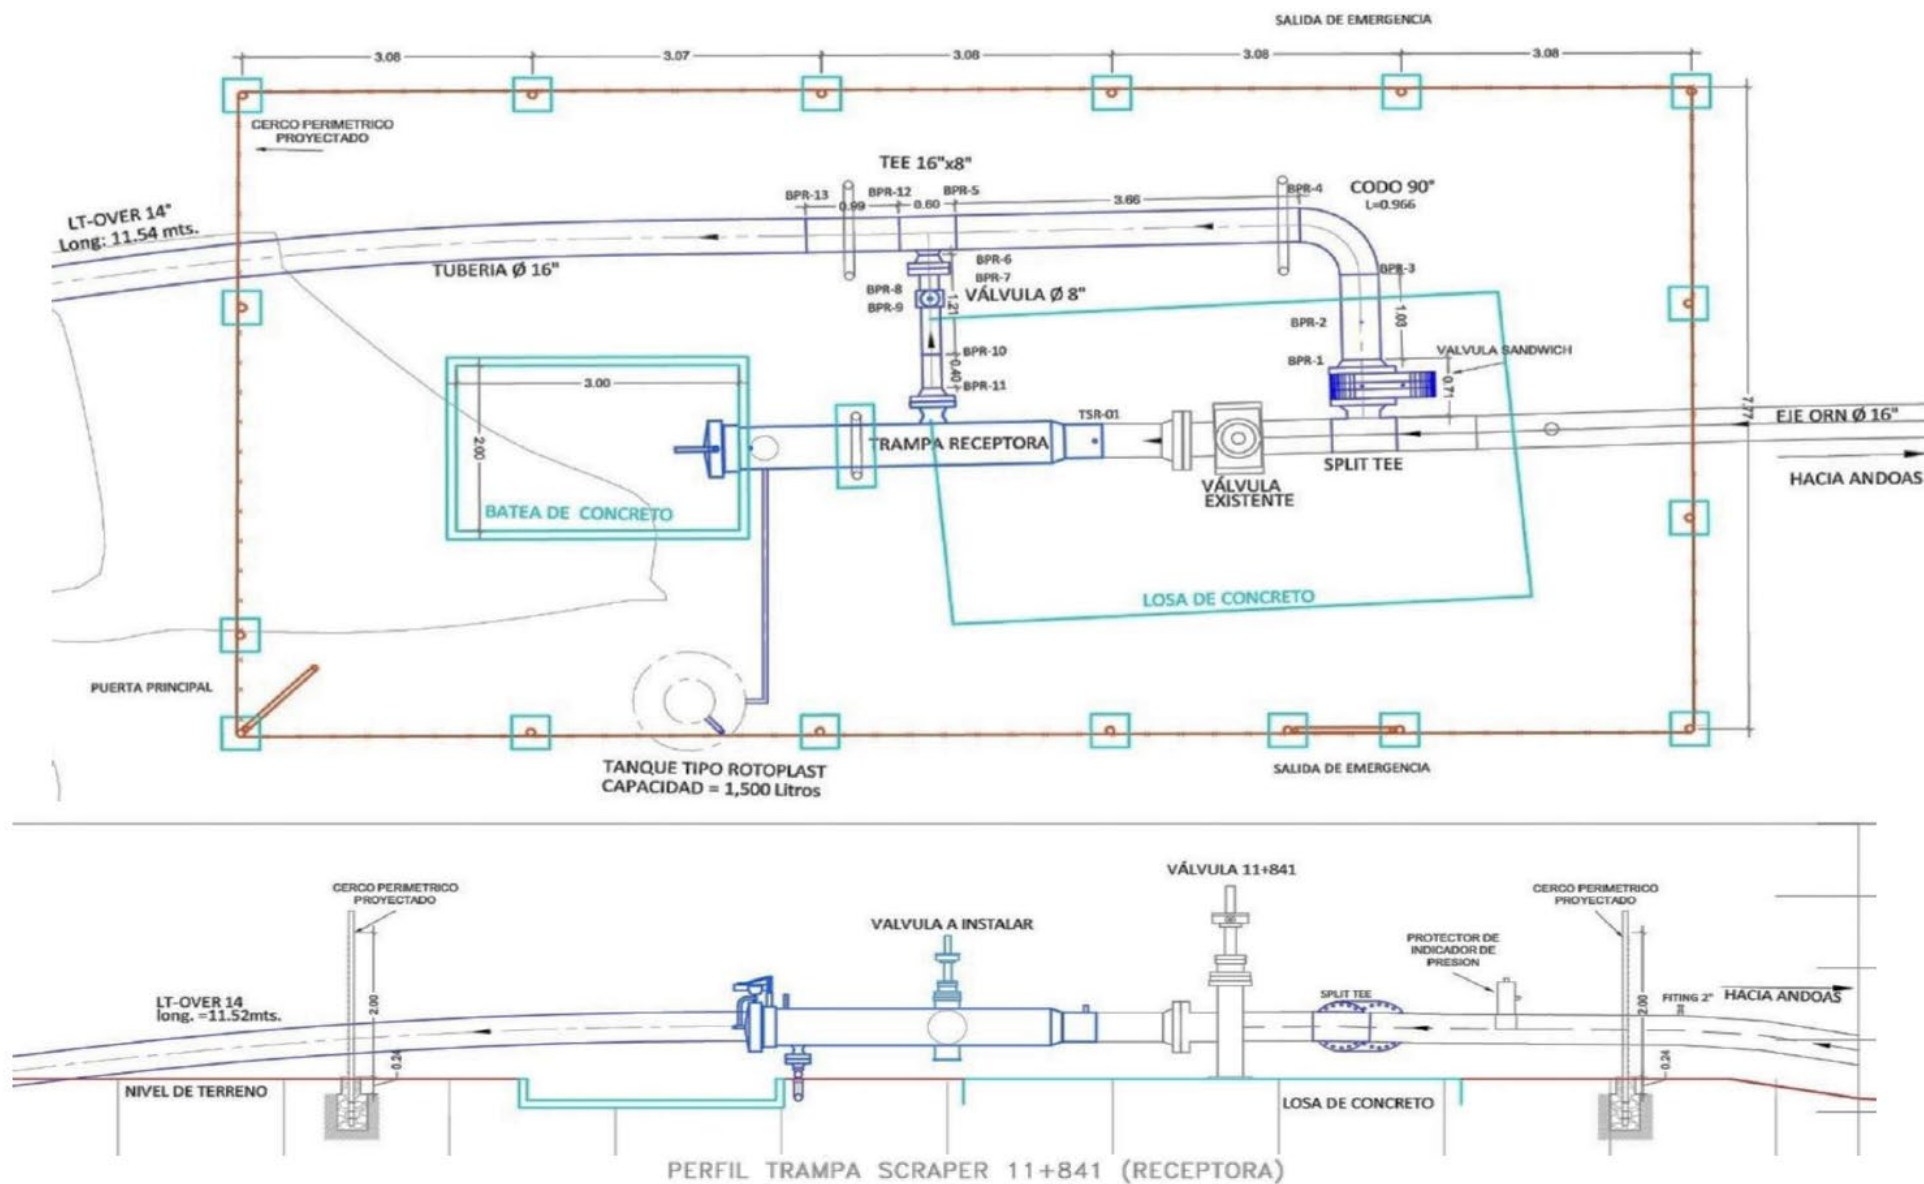 SALIDA DE EMERGENCIA
3.08
3.07
3.08
3.08
3.08
CERCO PERIMETRICO
PROYECTADO
TEE 16"x8"
BPR-13
BPR-12
BPR-5
BPR-4
CODO 90°
L=0.966
0.99
0.60
3.66
LT-OVER 14"
Long: 11.54 mts.
TUBERIA Ø 16"
BPR-6
BPR-7
BPR-3
BPR-8
BPR-9
VÁLVULA Ø 8"
1.21
BPR-2
1.03
BPR-10
BPR-1
VALVULA SANDWICH
0.40
BPR-11
0.71
3.00
2.00
7.77
TSR-01
EJE ORN Ø 16"
TRAMPA RECEPTORA
SPLIT TEE
HACIA ANDOAS
VÁLVULA
EXISTENTE
BATEA DE CONCRETO
LOSA DE CONCRETO
PUERTA PRINCIPAL
TANQUE TIPO ROTOPLAST
CAPACIDAD = 1,500 Litros
SALIDA DE EMERGENCIA
VÁLVULA 11+841
CERCO PERIMETRICO
PROYECTADO
CERCO PERIMETRICO
PROYECTADO
VALVULA A INSTALAR
PROTECTOR DE
INDICADOR DE
PRESION
LT-OVER 14
long. =11.52mts.
2.00
SPLIT TEE
FITING 2"
HACIA ANDOAS
2.00
0.24
0.24
NIVEL DE TERRENO
LOSA DE CONCRETO
PERFIL TRAMPA SCRAPER 11+841 (RECEPTORA)